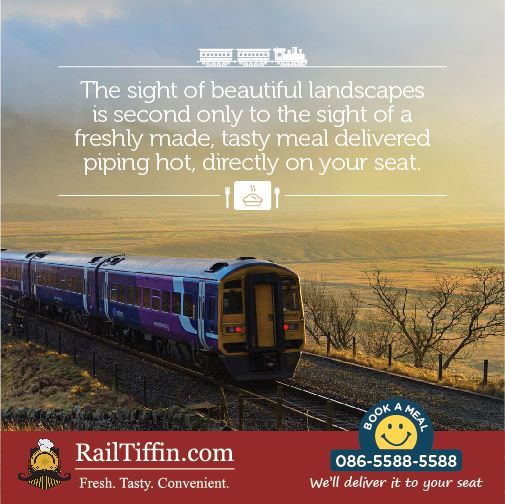 The sight of beautiful landscapes
is second only to the sight of a
freshly made, tasty meal delivered
piping hot, directly on your seat.
BOOK A MEAL
RailTiffin.com
086-5588-5588
Fresh. Tasty. Convenient.
We'll deliver it to your seat